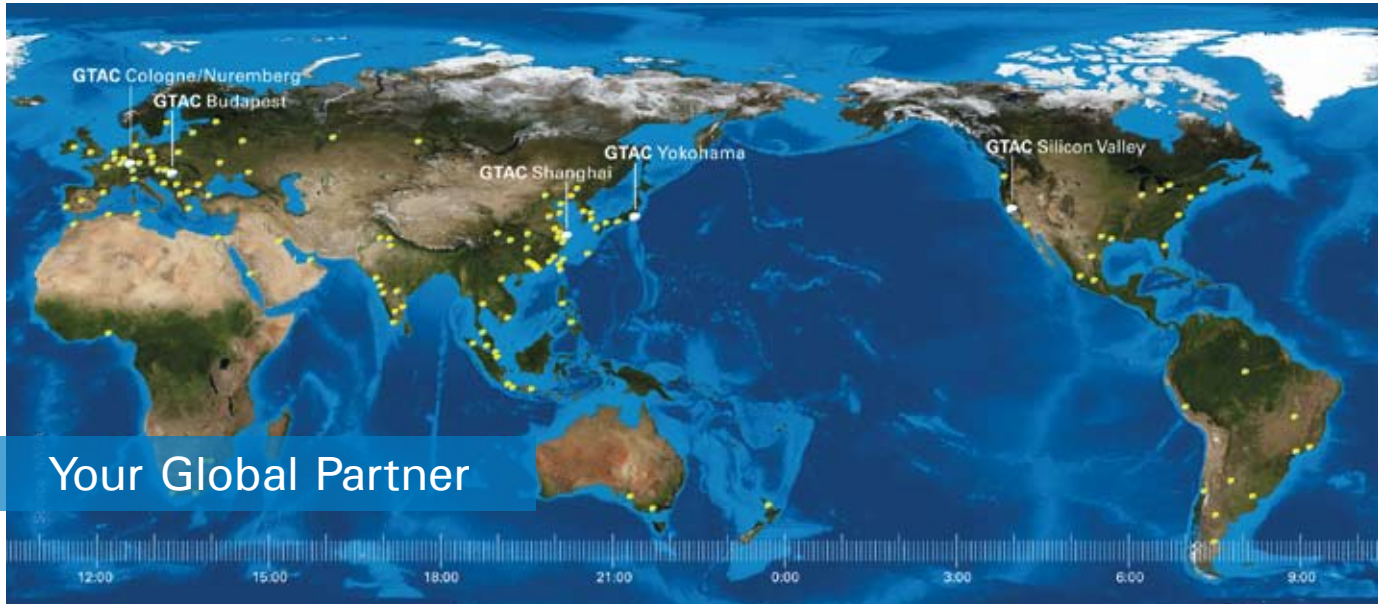 GTAC Cologne/Nuremberg
GTAC Budapest
GTAC Yokohama
GTAC Silicon Valley
GTAC Shanghai
Your Global Partner
12:00 15:00 18:00 21:00 0:00 3:00 6:00 9:00